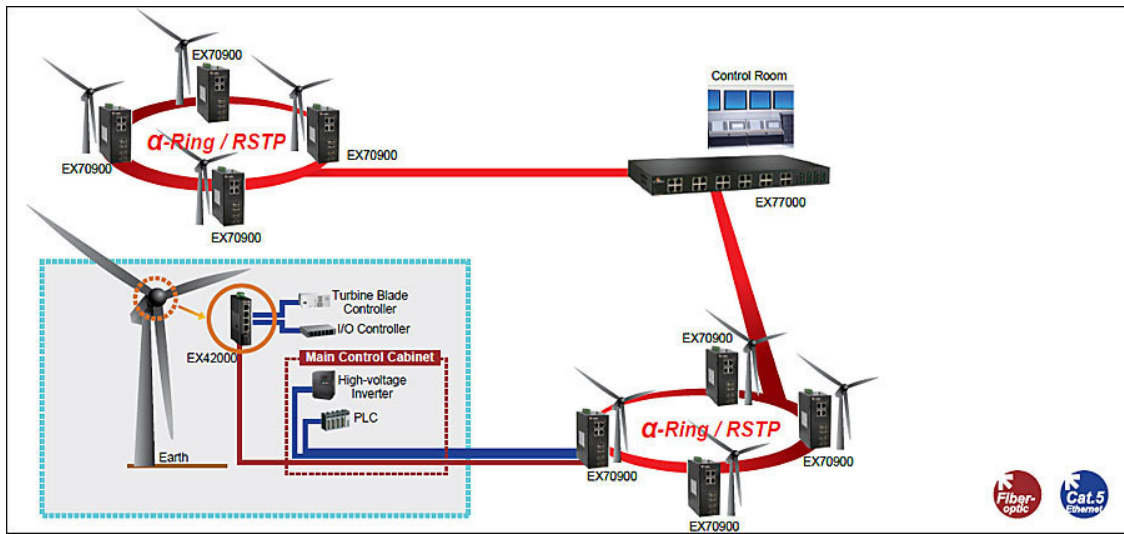 EX70900
Control Room
α-Ring / RSTP
EX70900
EX70900
EX77000
EX70900
Turbine Blade
Controller
I/O Controller
EX42000
Main Control Cabinet
High-voltage
Inverter
PLC
Earth
EX70900
α-Ring / RSTP
EX70900
EX70900
EX70900
Fiber-
optic
Cat.5
Ethernet